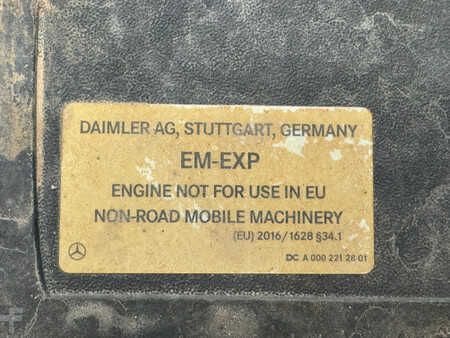 DAIMLER AG, STUTTGART, GERMANY
EM-EXP
ENGINE NOT FOR USE IN EU
NON-ROAD MOBILE MACHINERY
(EU) 2016/1628 §34.1
DC A 000 221 28 01